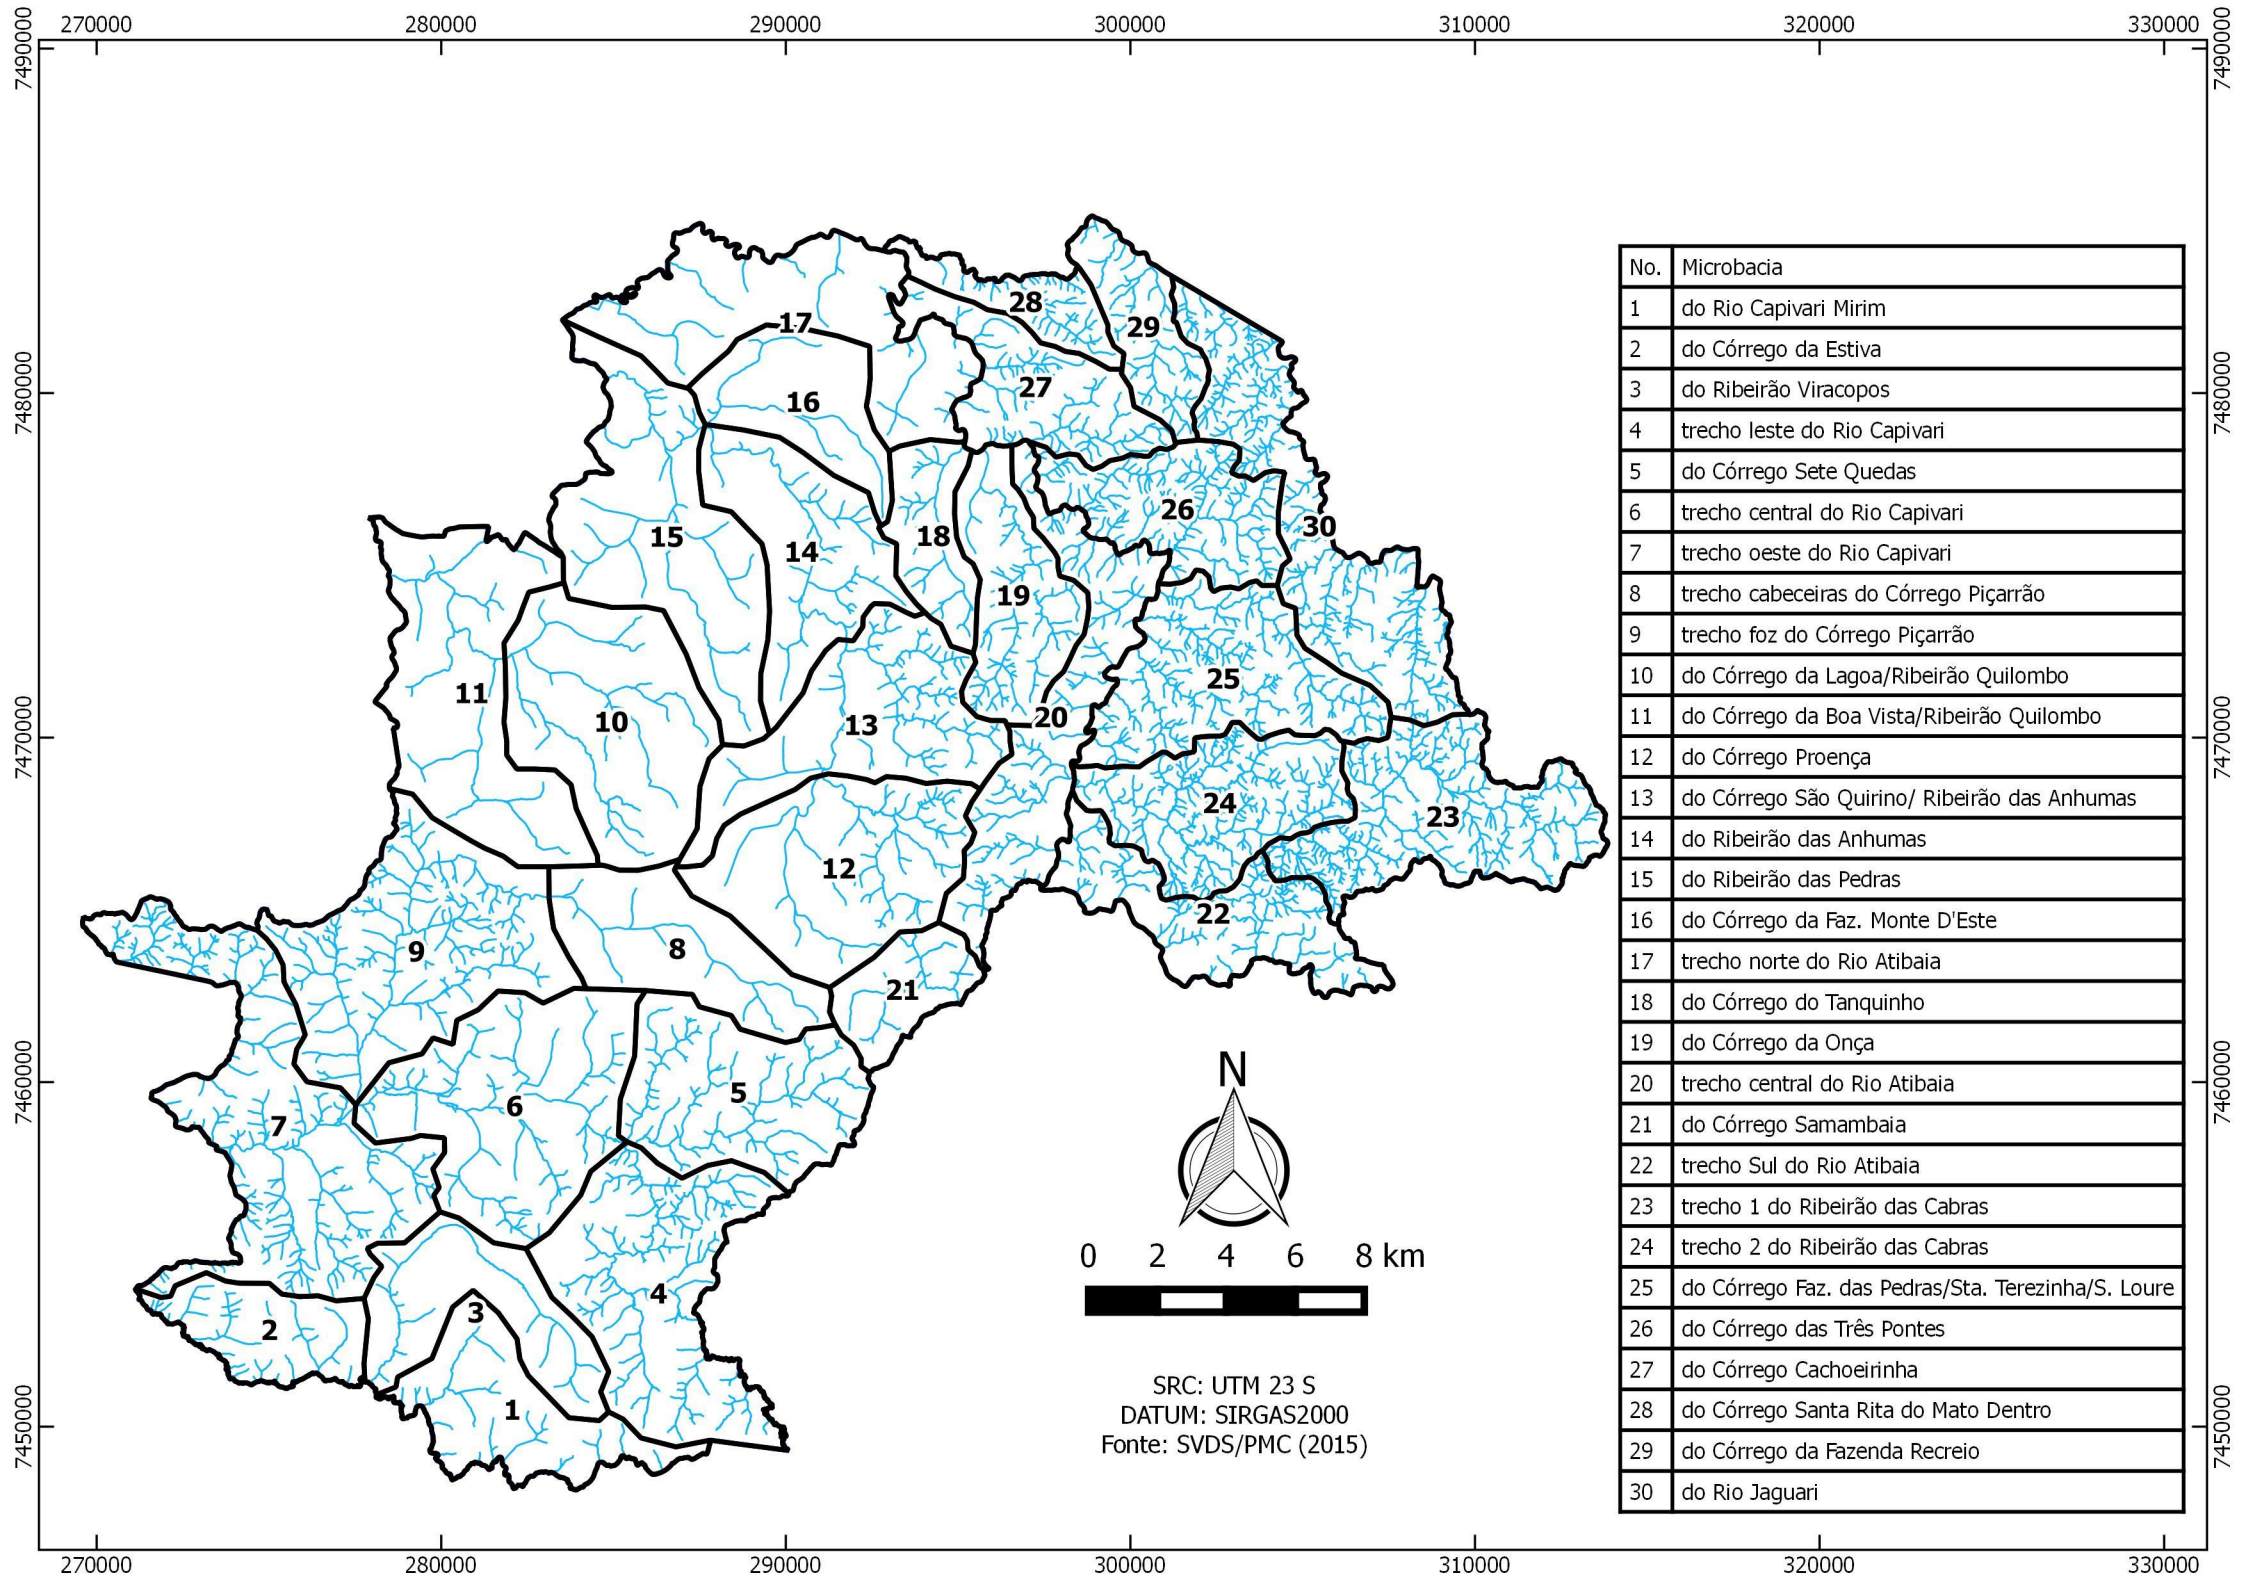 270000 280000 290000 300000 310000 320000 330000
7490000 7490000
28
29
17
7480000 7480000
27
16
26
30
18
15
14
19
25
11
20
10
13
7470000 7470000
24
23
12
22
8
9
21
7460000 7460000
5
6
7
4
3
2
1
7450000 7450000
N
0 2 4 6 8 km
SRC: UTM 23 S
DATUM: SIRGAS2000
Fonte: SVDS/PMC (2015)
No. Microbacia
1 do Rio Capivari Mirim
2 do Córrego da Estiva
3 do Ribeirão Viracopos
4 trecho leste do Rio Capivari
5 do Córrego Sete Quedas
6 trecho central do Rio Capivari
7 trecho oeste do Rio Capivari
8 trecho cabeceiras do Córrego Piçarrão
9 trecho foz do Córrego Piçarrão
10 do Córrego da Lagoa/Ribeirão Quilombo
11 do Córrego da Boa Vista/Ribeirão Quilombo
12 do Córrego Proença
13 do Córrego São Quirino/ Ribeirão das Anhumas
14 do Ribeirão das Anhumas
15 do Ribeirão das Pedras
16 do Córrego da Faz. Monte D'Este
17 trecho norte do Rio Atibaia
18 do Córrego do Tanquinho
19 do Córrego da Onça
20 trecho central do Rio Atibaia
21 do Córrego Samambaia
22 trecho Sul do Rio Atibaia
23 trecho 1 do Ribeirão das Cabras
24 trecho 2 do Ribeirão das Cabras
25 do Córrego Faz. das Pedras/Sta. Terezinha/S. Loure
26 do Córrego das Três Pontes
27 do Córrego Cachoeirinha
28 do Córrego Santa Rita do Mato Dentro
29 do Córrego da Fazenda Recreio
30 do Rio Jaguari
270000 280000 290000 300000 310000 320000 330000